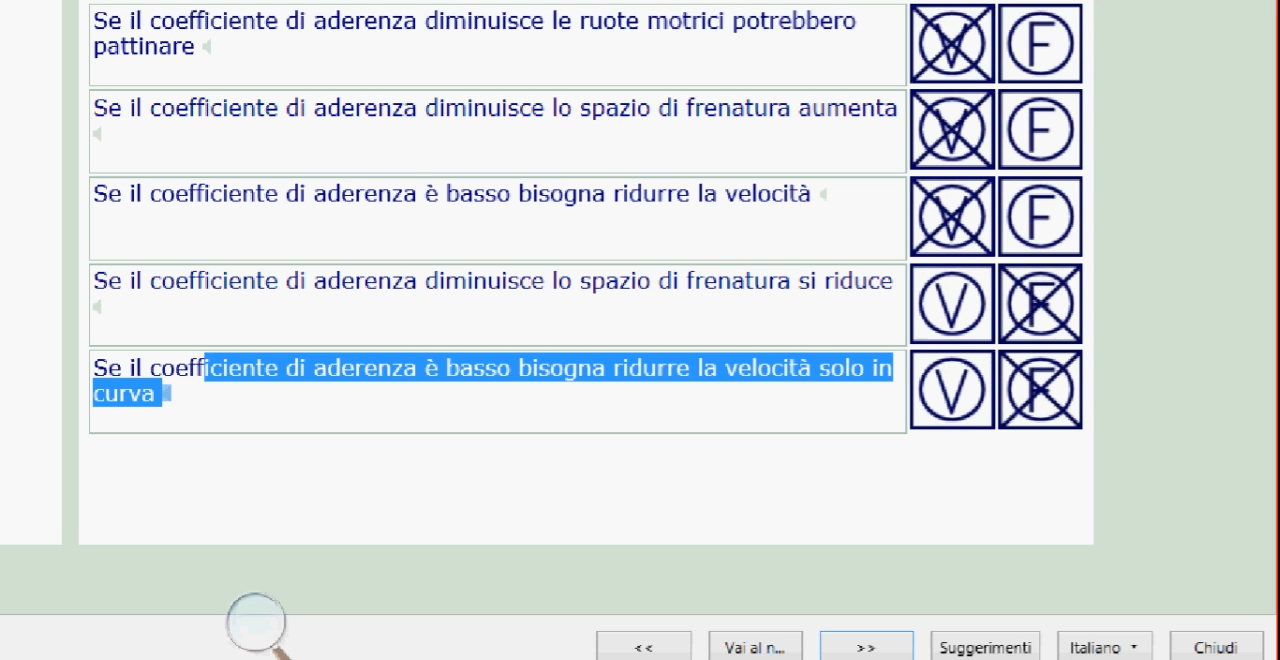 Se il coefficiente di aderenza diminuisce le ruote motrici potrebbero
pattinare
V F
Se il coefficiente di aderenza diminuisce lo spazio di frenatura aumenta
V F
Se il coefficiente di aderenza è basso bisogna ridurre la velocità
V F
Se il coefficiente di aderenza diminuisce lo spazio di frenatura si riduce
V F
Se il coefficiente di aderenza è basso bisogna ridurre la velocità solo in
curva
V F
<< Vai al n... >> Suggerimenti Italiano Chiudi